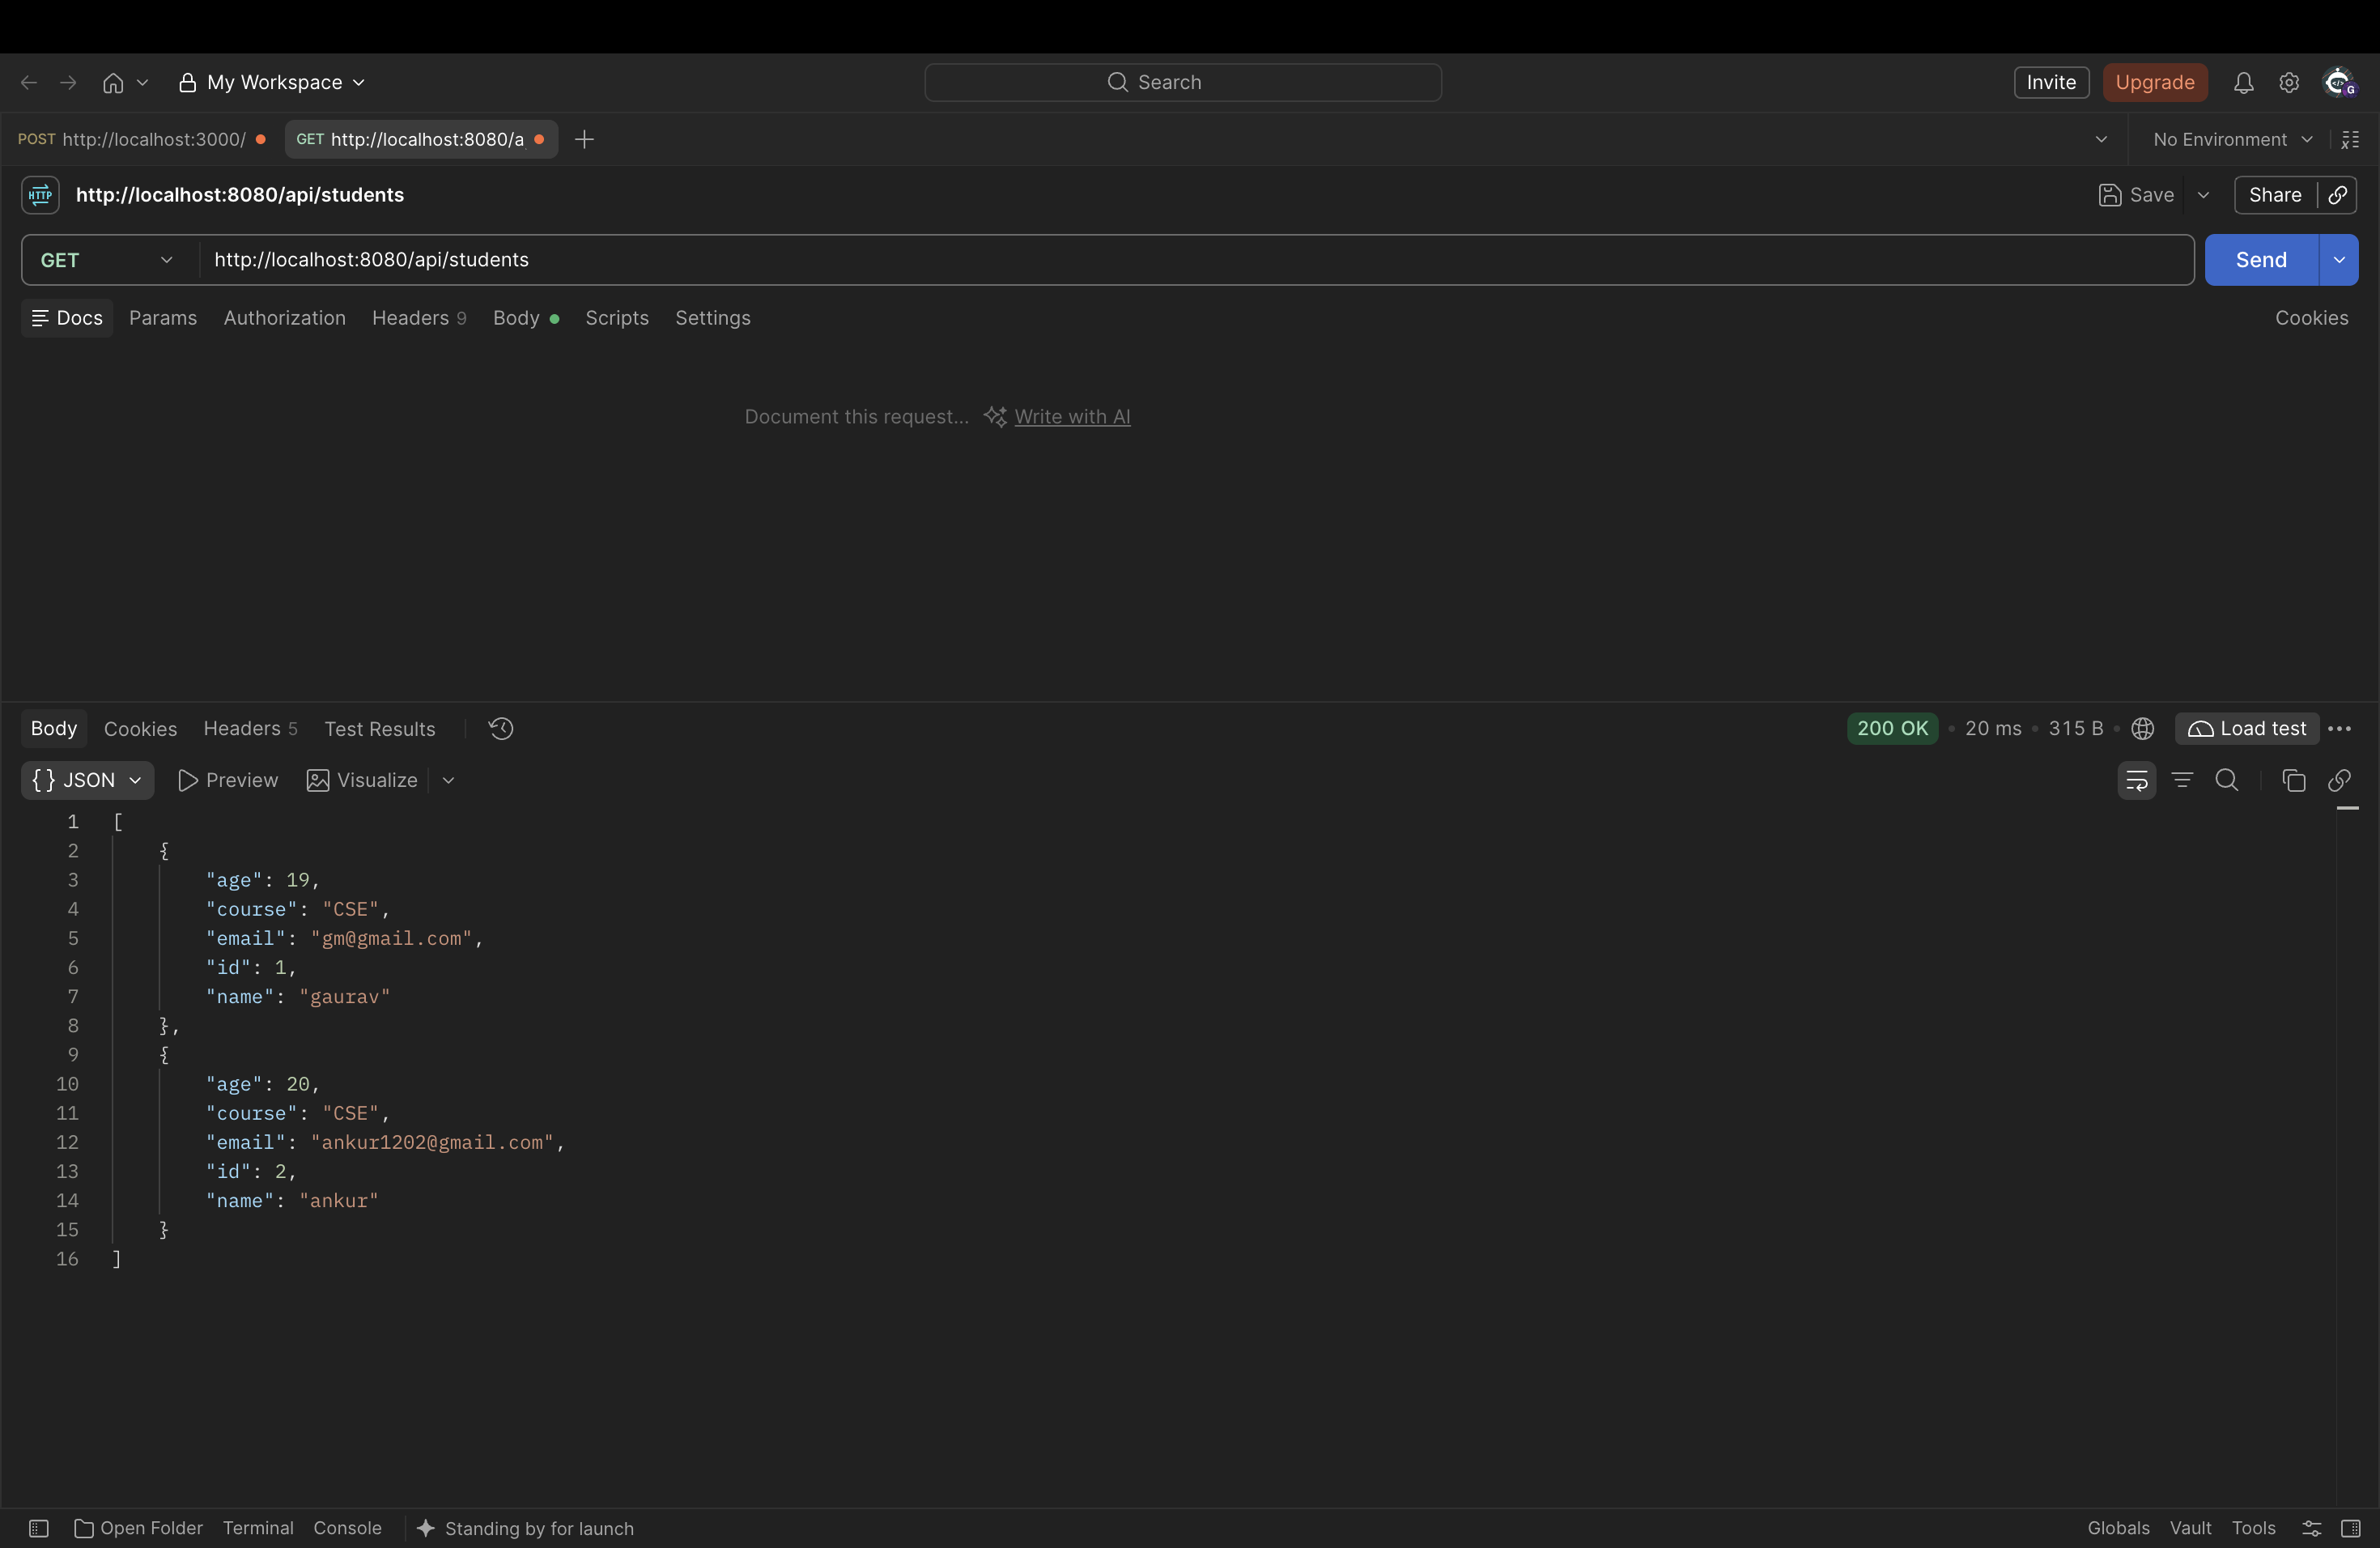 My Workspace
Search
Invite
Upgrade
G
POST http://localhost:3000/
GET http://localhost:8080/a
No Environment
HTTP
http://localhost:8080/api/students
Save
Share
GET
http://localhost:8080/api/students
Send
Docs
Params
Authorization
Headers 9
Body
Scripts
Settings
Cookies
Document this request...
Write with AI
Body
Cookies
Headers 5
Test Results
200 OK
20 ms
315 B
Load test
{ } JSON
Preview
Visualize
1 [
2 {
3 "age": 19,
4 "course": "CSE",
5 "email": "gm@gmail.com",
6 "id": 1,
7 "name": "gaurav"
8 },
9 {
10 "age": 20,
11 "course": "CSE",
12 "email": "ankur1202@gmail.com",
13 "id": 2,
14 "name": "ankur"
15 }
16 ]
Open Folder
Terminal
Console
Standing by for launch
Globals
Vault
Tools